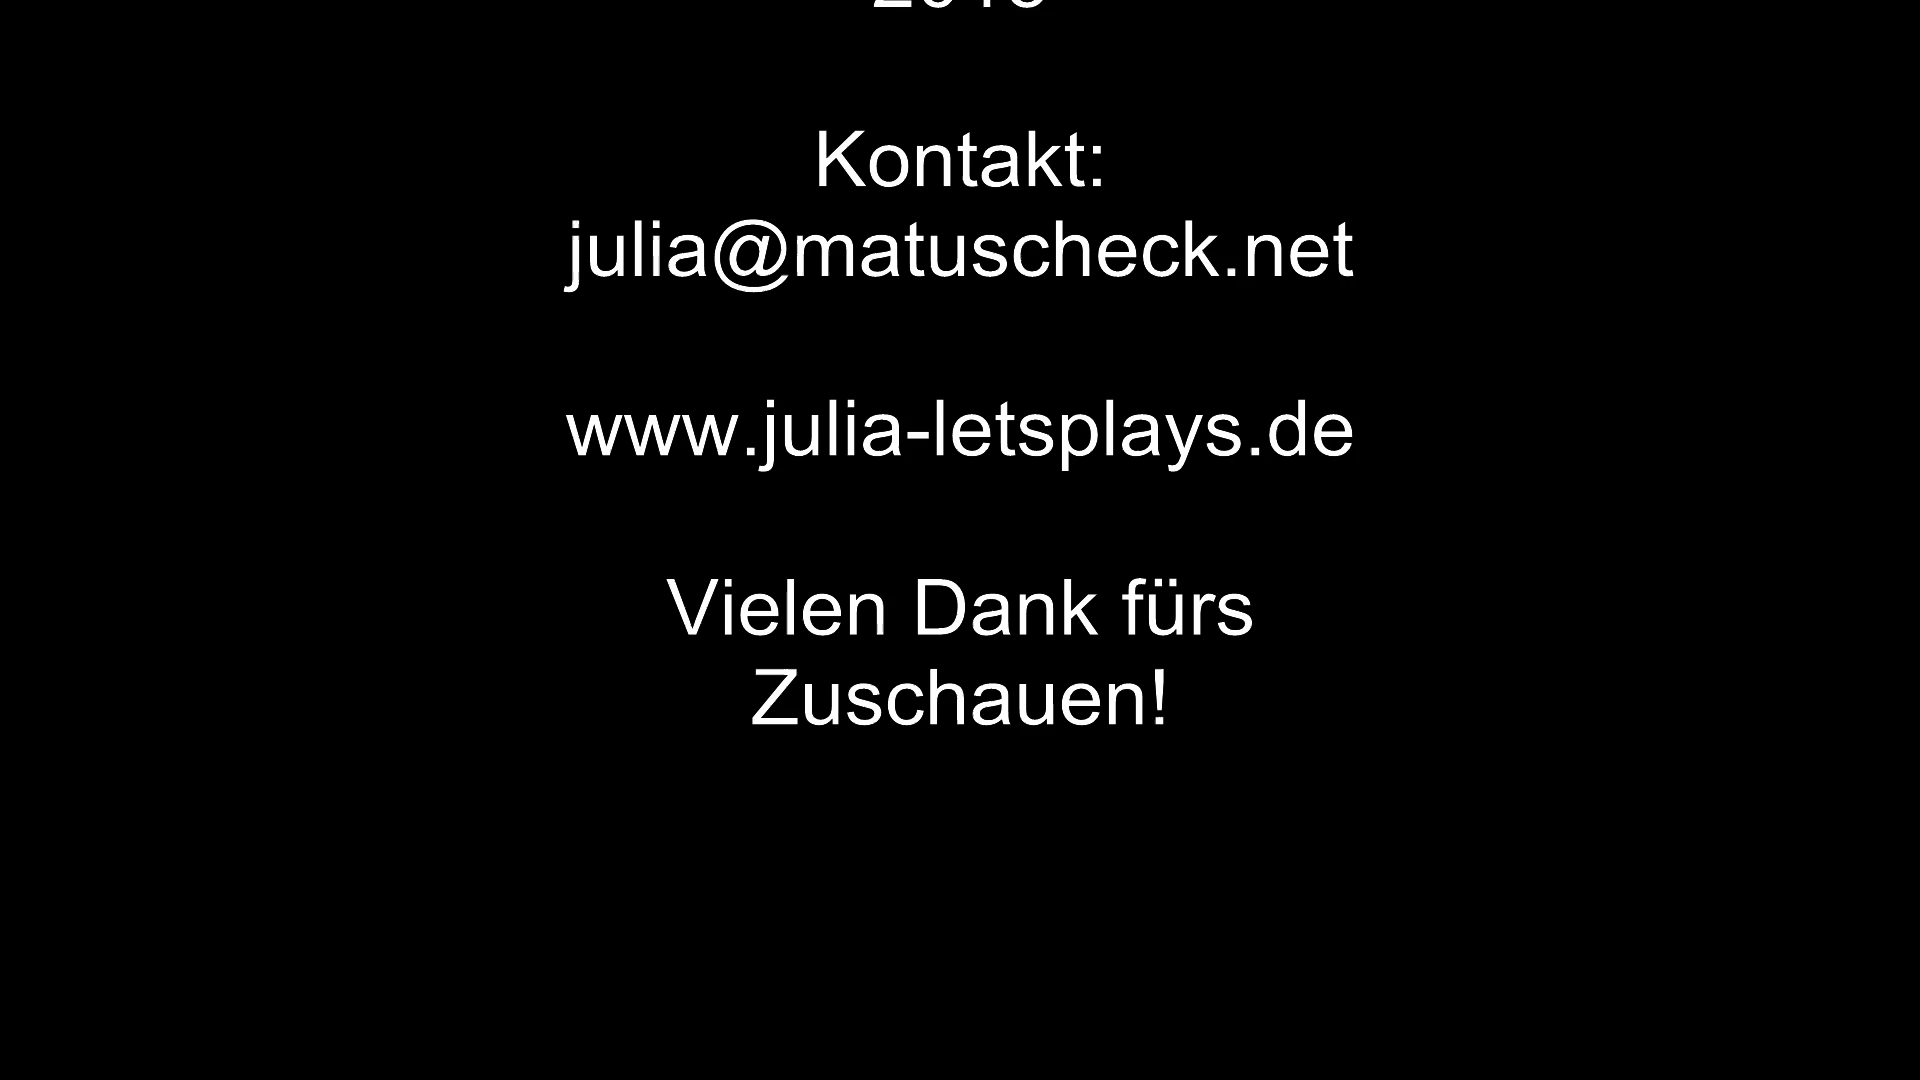 Kontakt:
julia@matuscheck.net
www.julia-letsplays.de
Vielen Dank fürs
Zuschauen!